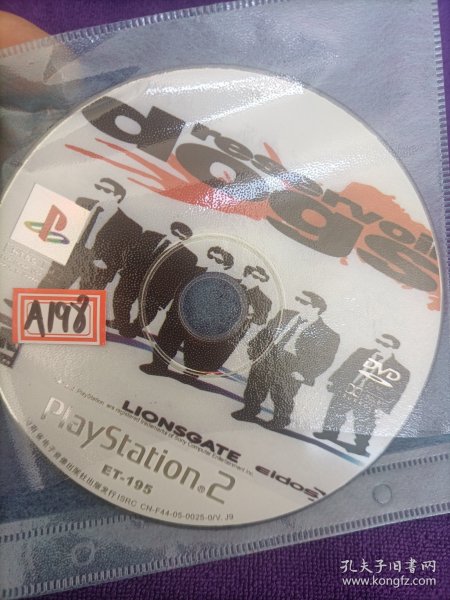 reservoir
dogs
A198
DVD
LIONSGATE
eidos
PlayStation®2
ET-195
ISRC CN-F44-05-0025-0/V. J9
孔夫子旧书网
www.kongfz.com